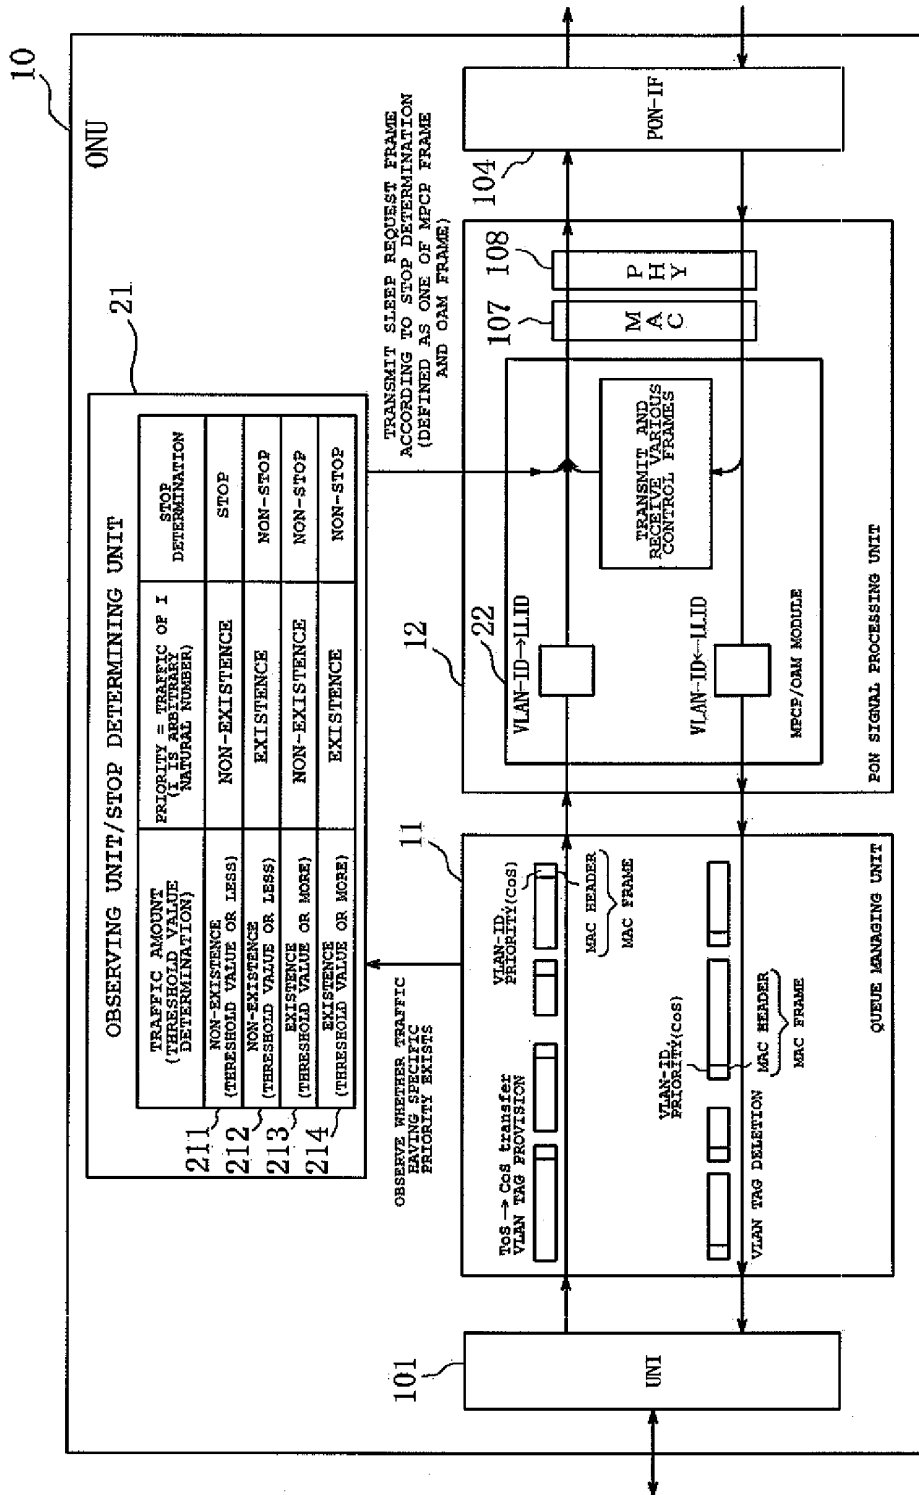 10
ONU
21
OBSERVING UNIT/STOP DETERMINING UNIT
TRAFFIC AMOUNT
(THRESHOLD VALUE
DETERMINATION)
PRIORITY = TRAFFIC OF I
(I IS ARBITRARY
NATURAL NUMBER)
STOP
DETERMINATION
211
NON-EXISTENCE
(THRESHOLD VALUE OR LESS)
NON-EXISTENCE
STOP
212
NON-EXISTENCE
(THRESHOLD VALUE OR LESS)
EXISTENCE
NON-STOP
213
EXISTENCE
(THRESHOLD VALUE OR MORE)
NON-EXISTENCE
NON-STOP
214
EXISTENCE
(THRESHOLD VALUE OR MORE)
EXISTENCE
NON-STOP
OBSERVE WHETHER TRAFFIC
HAVING SPECIFIC
PRIORITY EXISTS
TRANSMIT SLEEP REQUEST FRAME
ACCORDING TO STOP DETERMINATION
(DEFINED AS ONE OF MPCP FRAME
AND OAM FRAME)
101
UNI
11
ToS→CoS transfer
VLAN TAG PROVISION
VLAN-ID,
PRIORITY(CoS)
MAC HEADER
MAC FRAME
VLAN-ID,
PRIORITY(CoS)
MAC HEADER
MAC FRAME
VLAN TAG DELETION
QUEUE MANAGING UNIT
12
22
VLAN-ID→LLID
TRANSMIT AND
RECEIVE VARIOUS
CONTROL FRAMES
VLAN-ID←LLID
MPCP/OAM MODULE
PON SIGNAL PROCESSING UNIT
107
MAC
108
PHY
104
PON-IF